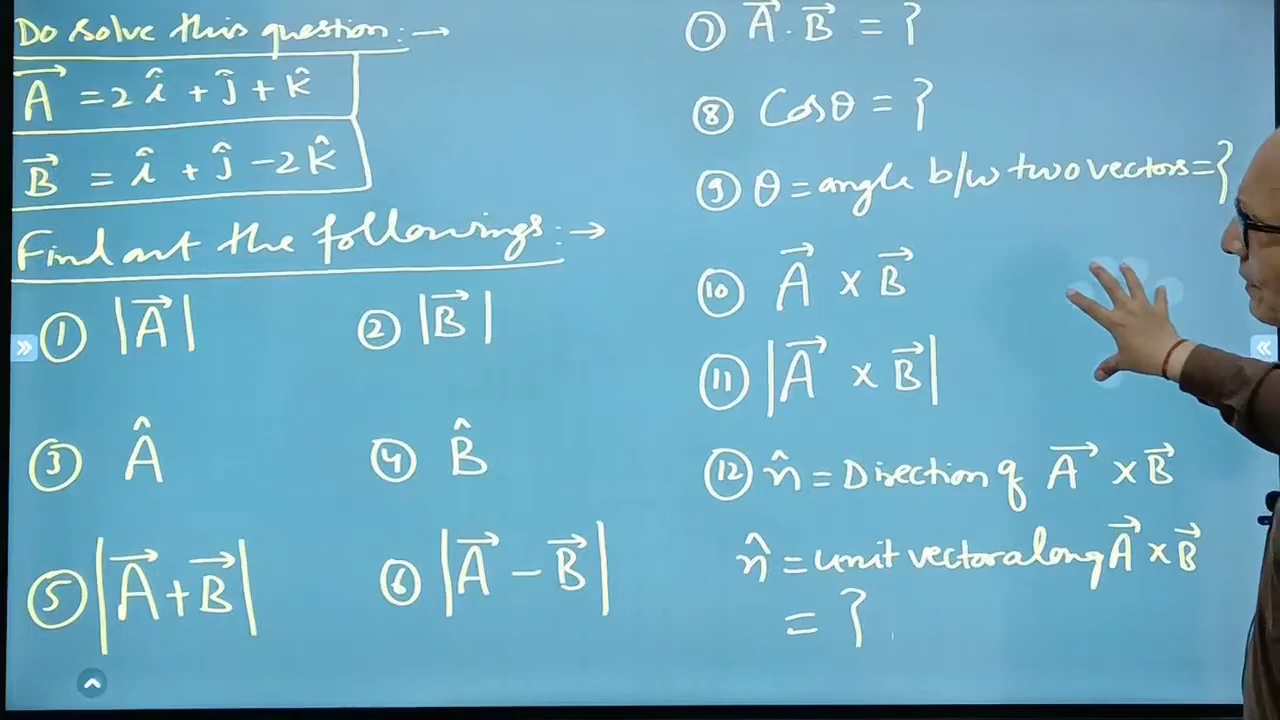 Do solve this question:→
A⃗ = 2î + ĵ + k̂
B⃗ = î + ĵ - 2k̂
Find out the followings:→
① |A⃗| ② |B⃗|
③ Â ④ B̂
⑤ |A⃗+B⃗| ⑥ |A⃗ - B⃗|
⑦ A⃗ . B⃗ = ?
⑧ Cosθ = ?
⑨ θ = angle b/w two vectors = ?
⑩ A⃗ × B⃗
⑪ |A⃗ × B⃗|
⑫ n̂ = Direction of A⃗ × B⃗
n̂ = unit vector along A⃗ × B⃗
= ?